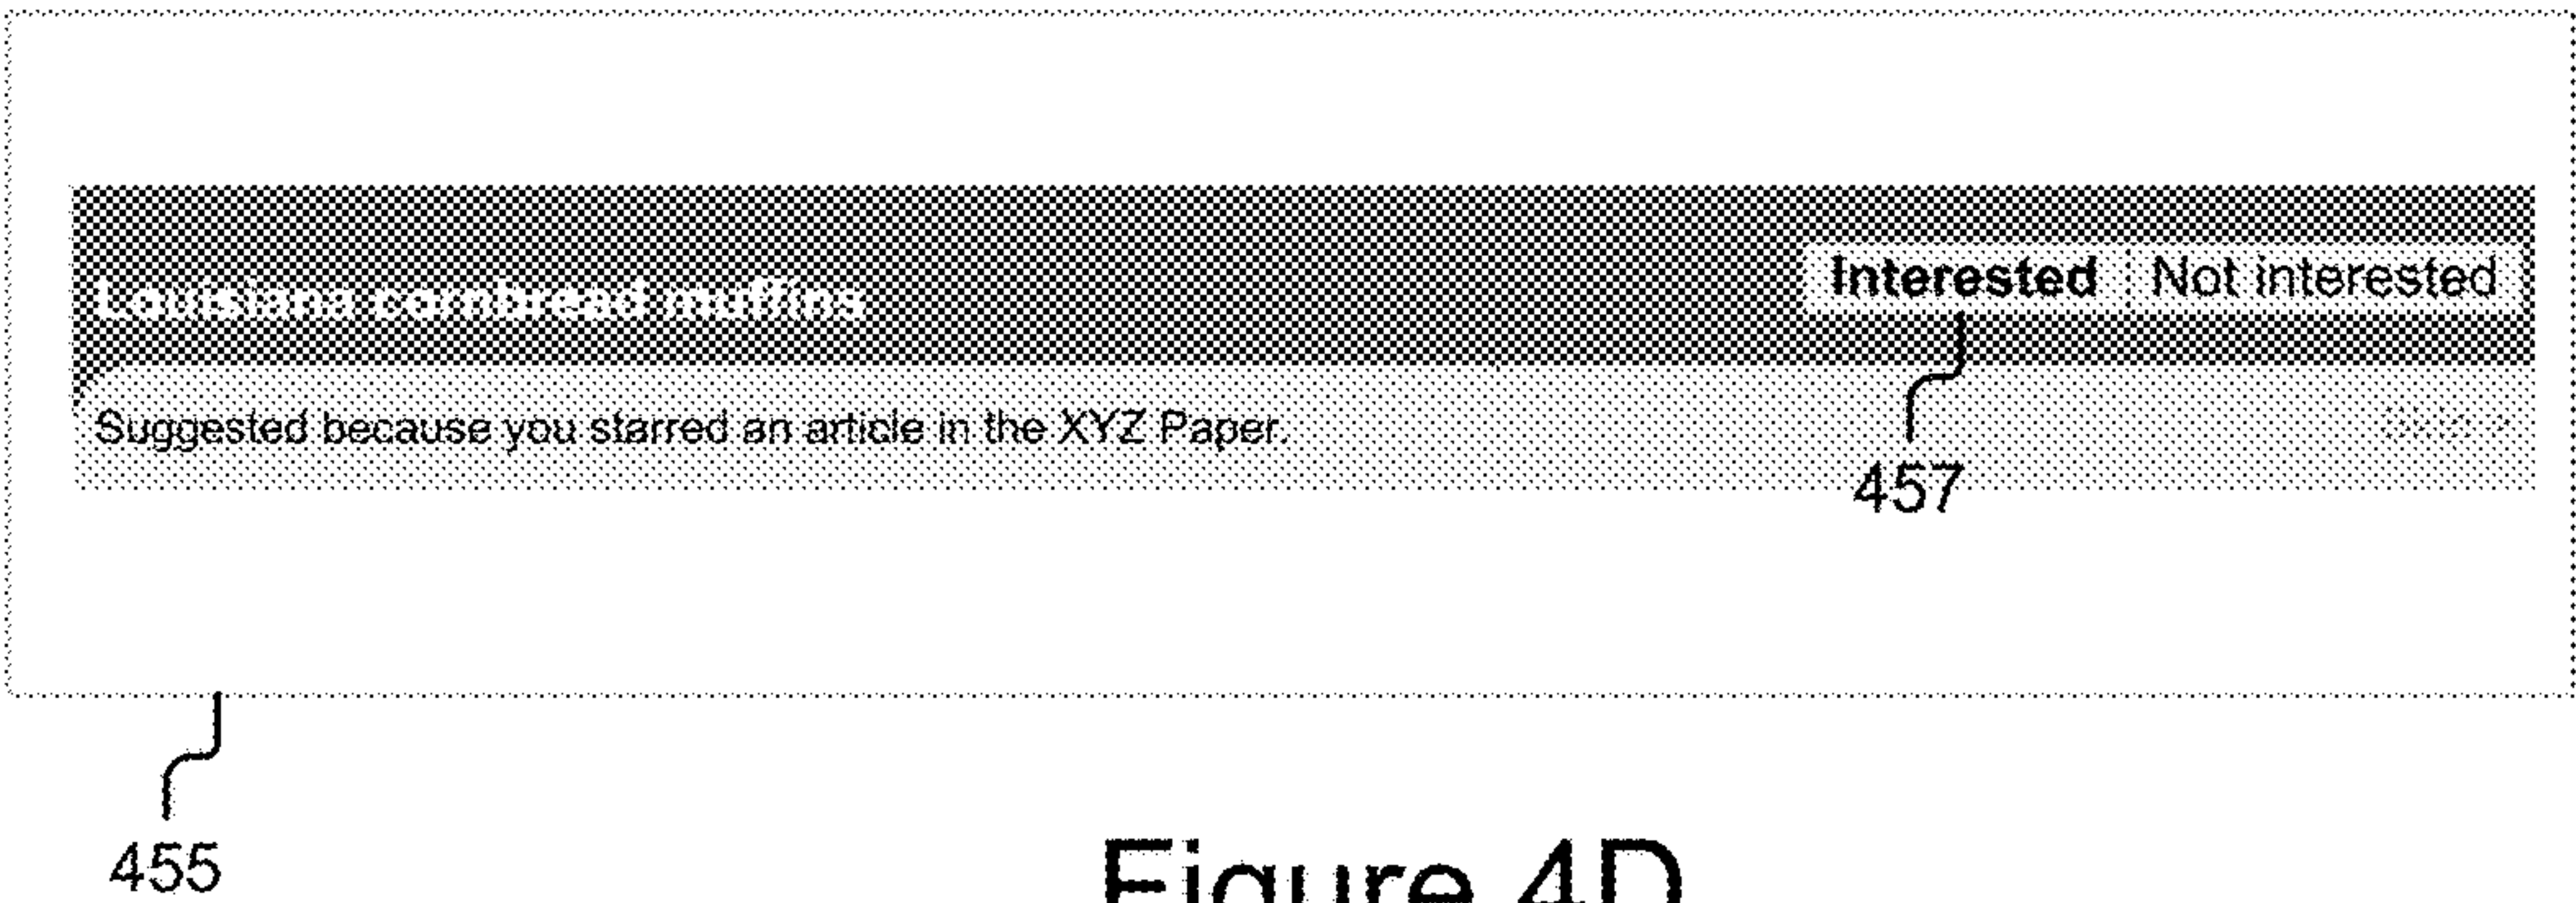 Louisiana cornbread muffins
Interested Not interested
Suggested because you starred an article in the XYZ Paper.
457
455
Figure 4D